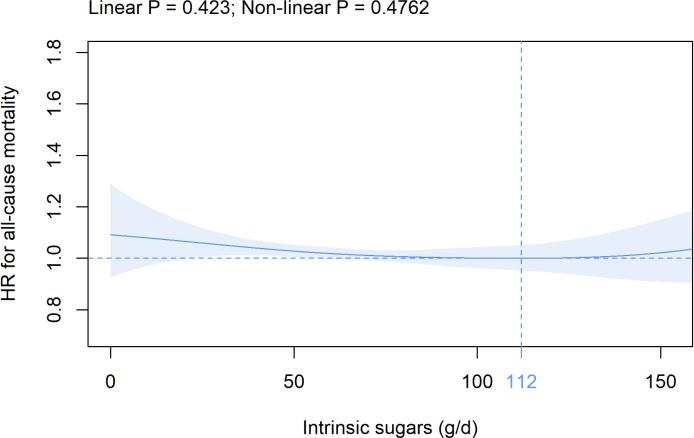 Linear P = 0.423; Non-linear P = 0.4762
HR for all-cause mortality
1.8
1.6
1.4
1.2
1.0
0.8
0 50 100 112 150
Intrinsic sugars (g/d)